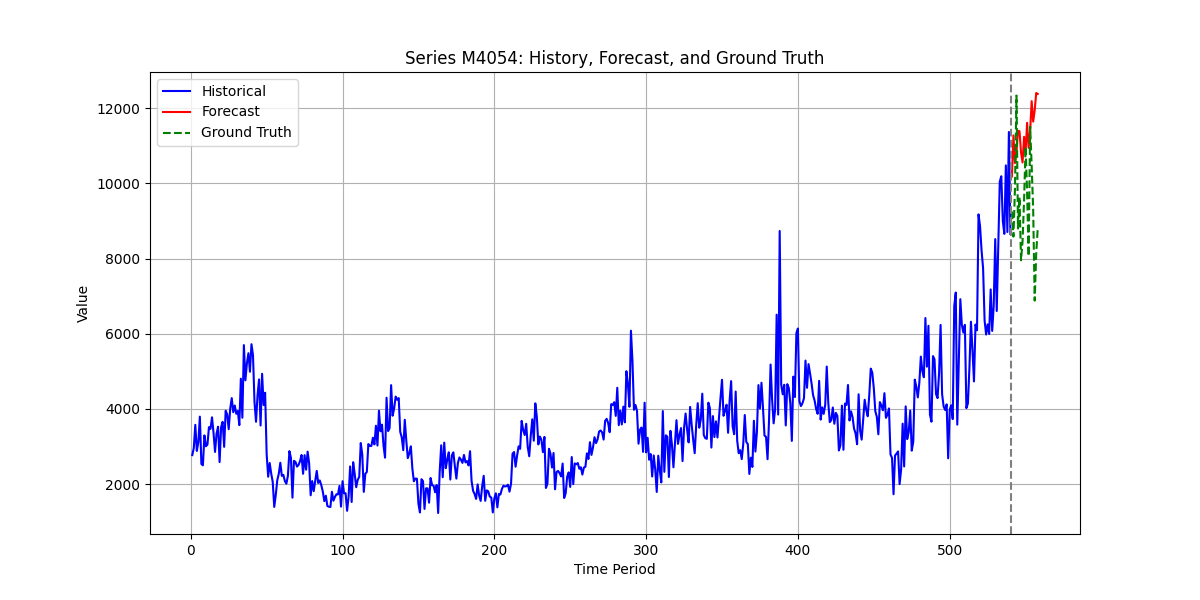 Series M4054: History, Forecast, and Ground Truth
Historical
Forecast
Ground Truth
12000
10000
8000
6000
4000
2000
Value
0
100
200
300
400
500
Time Period